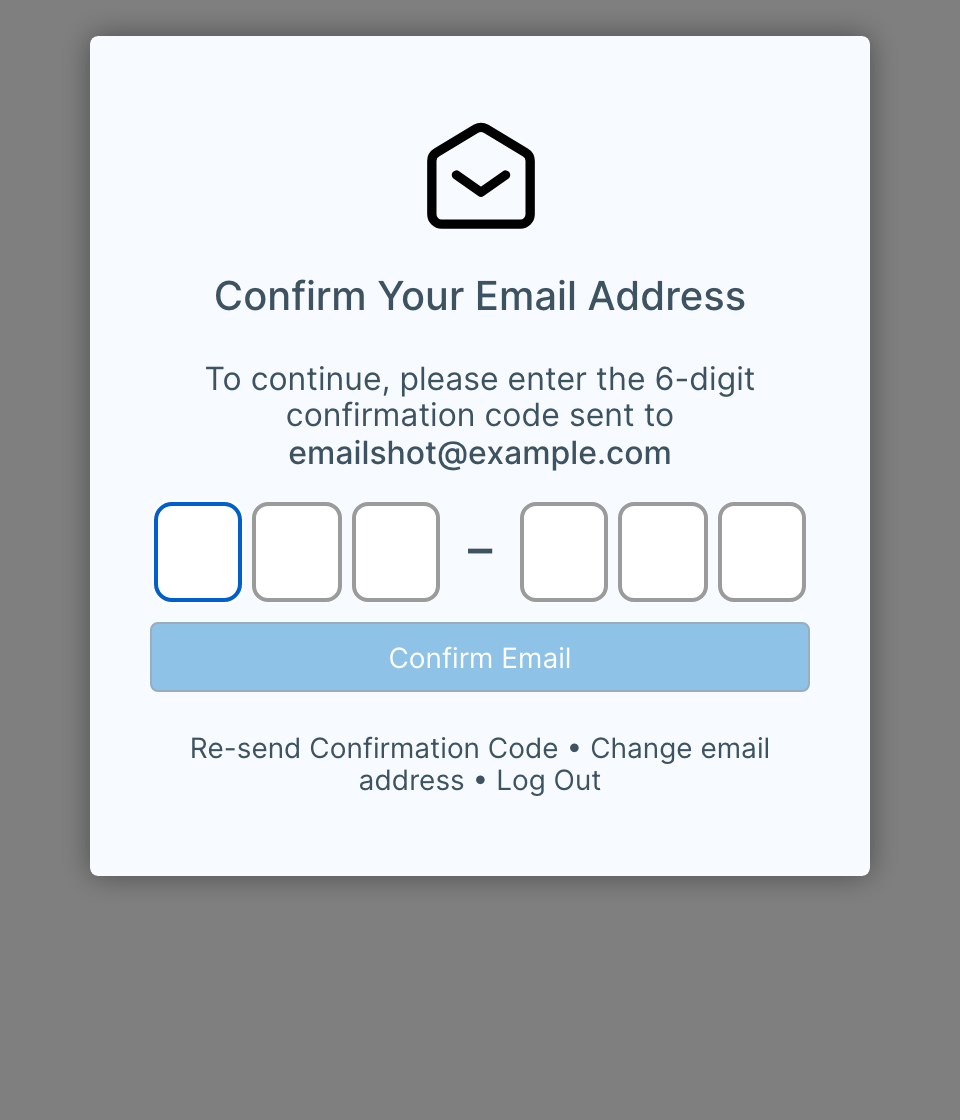 Confirm Your Email Address
To continue, please enter the 6-digit
confirmation code sent to
emailshot@example.com
–
Confirm Email
Re-send Confirmation Code • Change email
address • Log Out